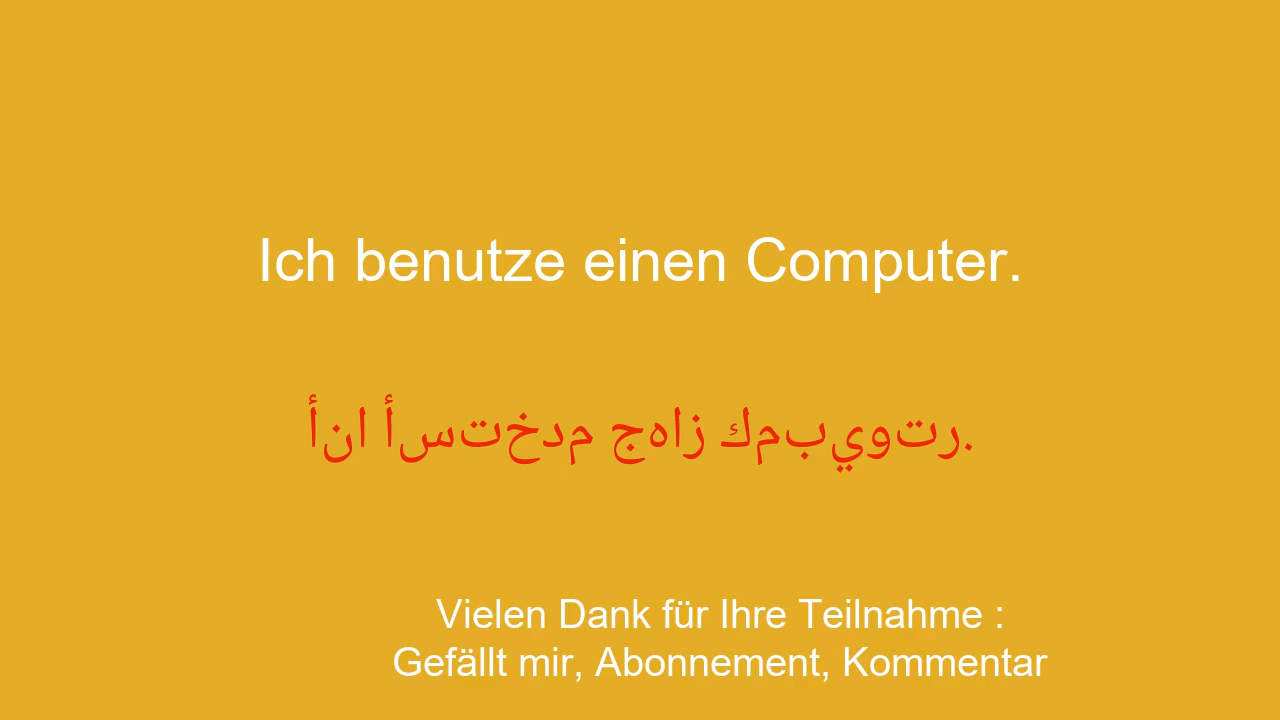 Ich benutze einen Computer.
أنا أستخدم جهاز كمبيوتر.
Vielen Dank für Ihre Teilnahme :
Gefällt mir, Abonnement, Kommentar